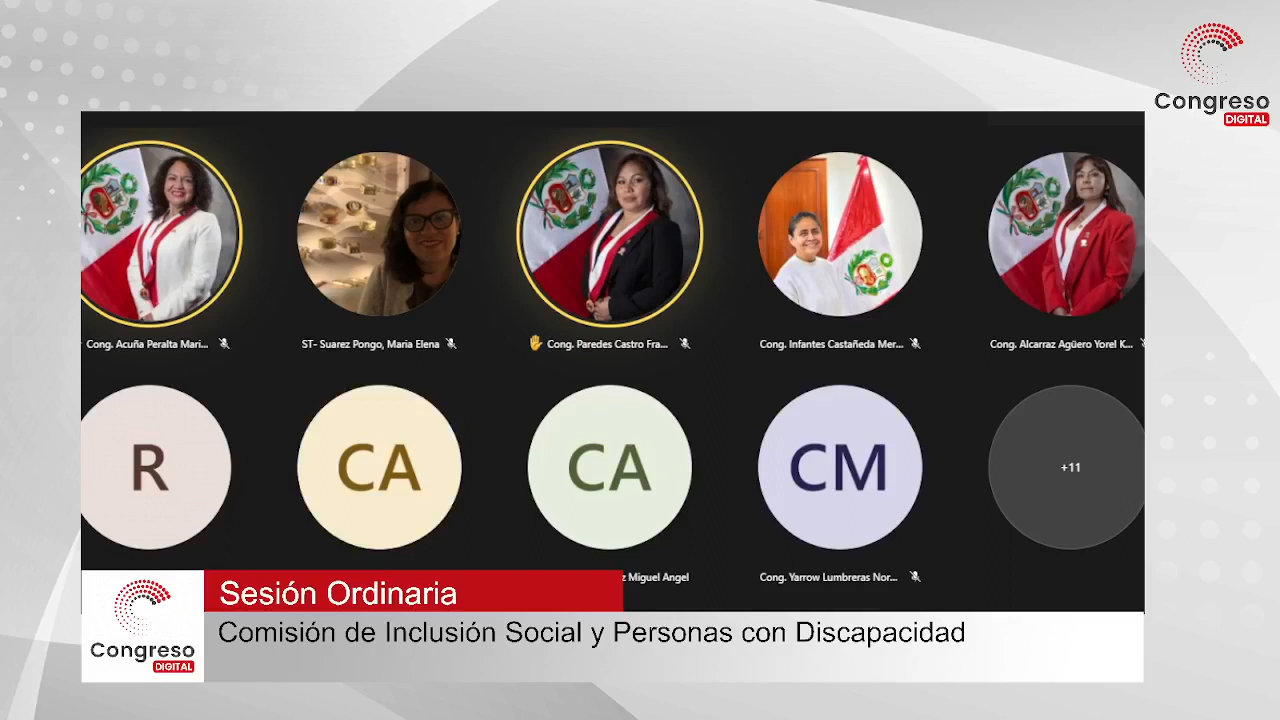 Congreso
DIGITAL
Cong. Acuña Peralta Mari...
ST- Suarez Pongo, Maria Elena
Cong. Paredes Castro Fra...
Cong. Infantes Castañeda Mer...
Cong. Alcarraz Agüero Yorel K...
R
CA
CA
CM
+11
Miguel Angel
Cong. Yarrow Lumbreras Nor...
Sesión Ordinaria
Comisión de Inclusión Social y Personas con Discapacidad
Congreso
DIGITAL